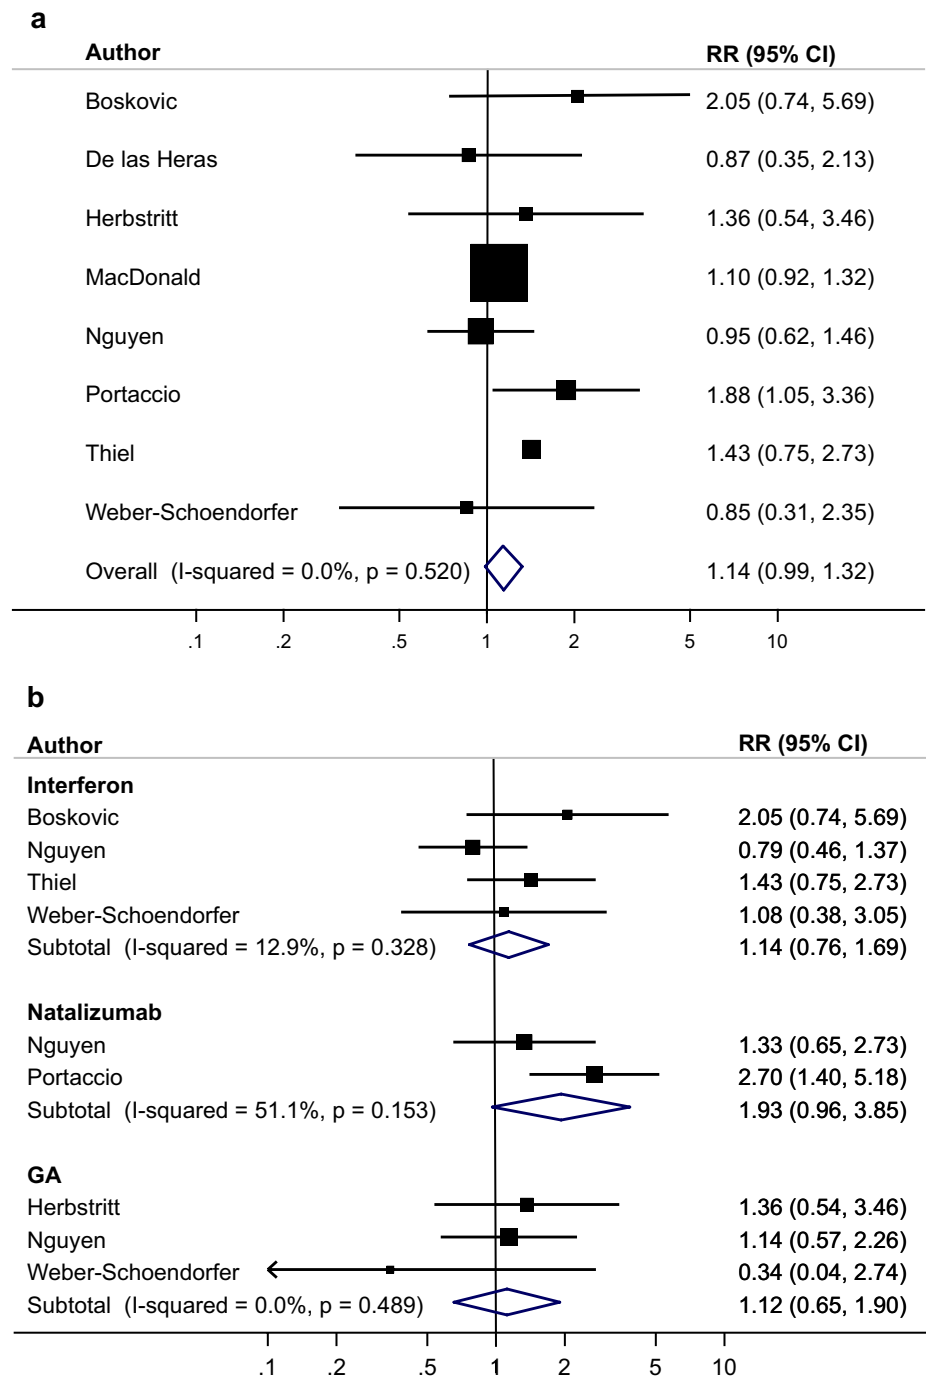 a
Author RR (95% CI)
Boskovic 2.05 (0.74, 5.69)
De las Heras 0.87 (0.35, 2.13)
Herbstritt 1.36 (0.54, 3.46)
MacDonald 1.10 (0.92, 1.32)
Nguyen 0.95 (0.62, 1.46)
Portaccio 1.88 (1.05, 3.36)
Thiel 1.43 (0.75, 2.73)
Weber-Schoendorfer 0.85 (0.31, 2.35)
Overall (I-squared = 0.0%, p = 0.520) 1.14 (0.99, 1.32)
.1 .2 .5 1 2 5 10
b
Author RR (95% CI)
Interferon
Boskovic 2.05 (0.74, 5.69)
Nguyen 0.79 (0.46, 1.37)
Thiel 1.43 (0.75, 2.73)
Weber-Schoendorfer 1.08 (0.38, 3.05)
Subtotal (I-squared = 12.9%, p = 0.328) 1.14 (0.76, 1.69)
Natalizumab
Nguyen 1.33 (0.65, 2.73)
Portaccio 2.70 (1.40, 5.18)
Subtotal (I-squared = 51.1%, p = 0.153) 1.93 (0.96, 3.85)
GA
Herbstritt 1.36 (0.54, 3.46)
Nguyen 1.14 (0.57, 2.26)
Weber-Schoendorfer 0.34 (0.04, 2.74)
Subtotal (I-squared = 0.0%, p = 0.489) 1.12 (0.65, 1.90)
.1 .2 .5 1 2 5 10